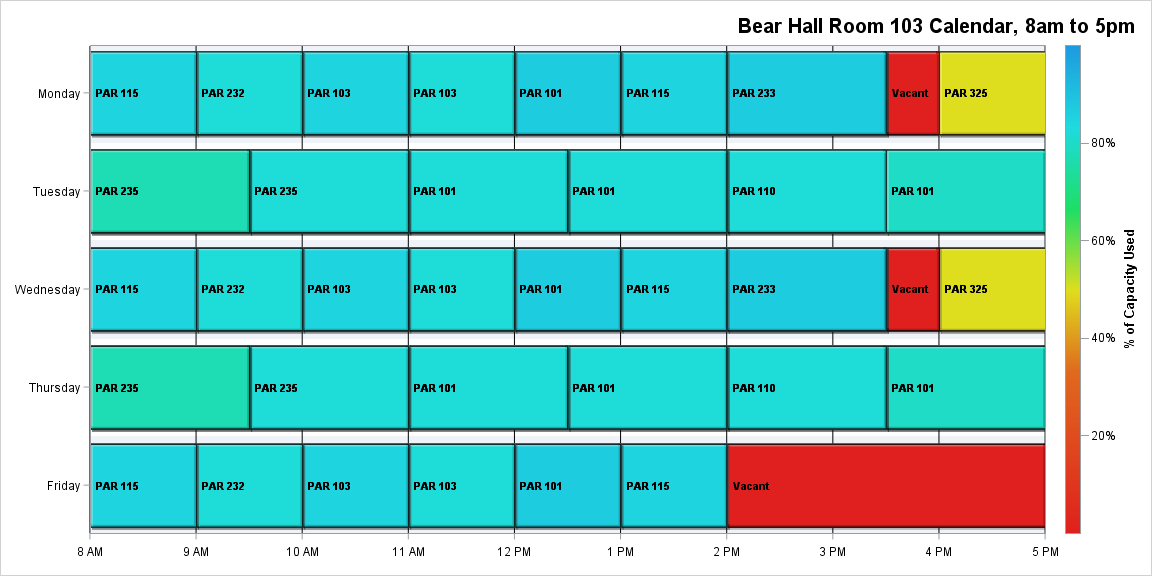 Bear Hall Room 103 Calendar, 8am to 5pm
Monday PAR 115 PAR 232 PAR 103 PAR 103 PAR 101 PAR 115 PAR 233 Vacant PAR 325
Tuesday PAR 235 PAR 235 PAR 101 PAR 101 PAR 110 PAR 101
Wednesday PAR 115 PAR 232 PAR 103 PAR 103 PAR 101 PAR 115 PAR 233 Vacant PAR 325
Thursday PAR 235 PAR 235 PAR 101 PAR 101 PAR 110 PAR 101
Friday PAR 115 PAR 232 PAR 103 PAR 103 PAR 101 PAR 115 Vacant
8 AM 9 AM 10 AM 11 AM 12 PM 1 PM 2 PM 3 PM 4 PM 5 PM
80%
60%
40%
20%
% of Capacity Used